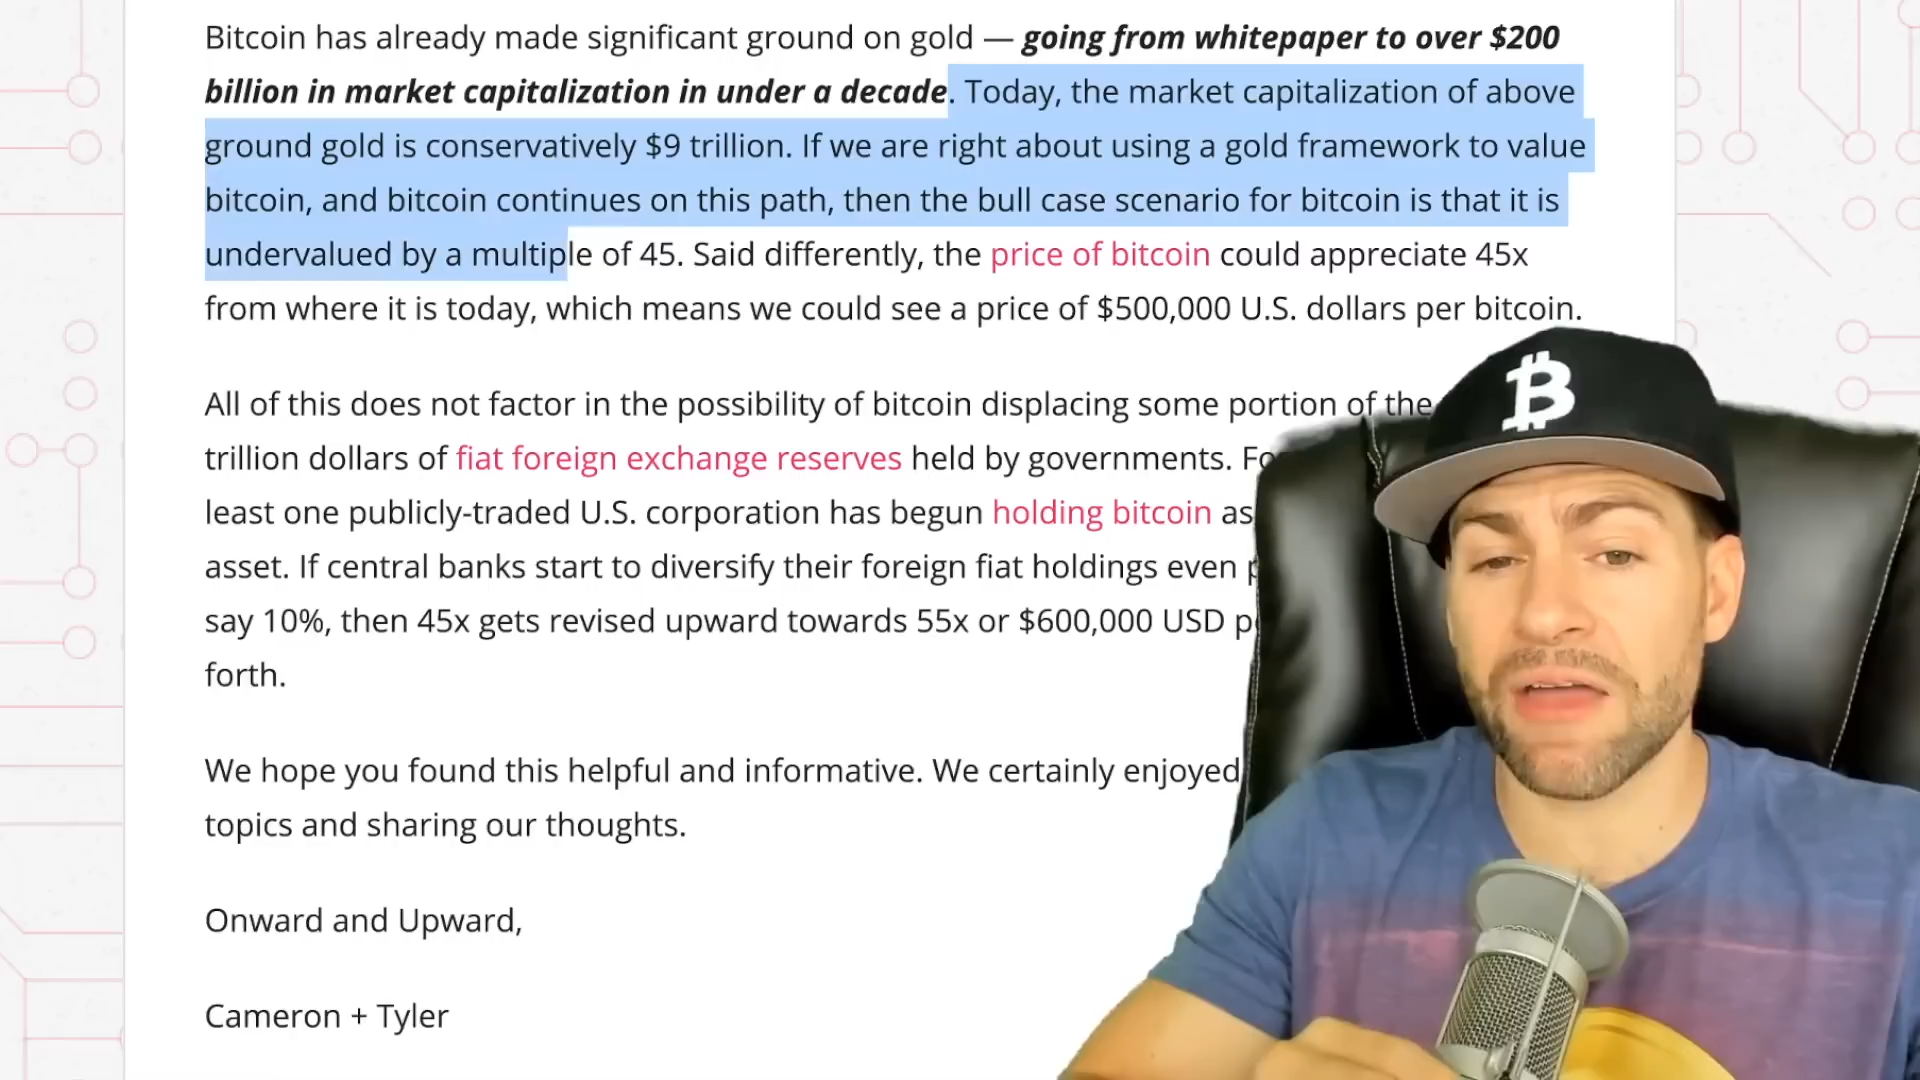 Bitcoin has already made significant ground on gold — going from whitepaper to over $200
billion in market capitalization in under a decade. Today, the market capitalization of above
ground gold is conservatively $9 trillion. If we are right about using a gold framework to value
bitcoin, and bitcoin continues on this path, then the bull case scenario for bitcoin is that it is
undervalued by a multiple of 45. Said differently, the price of bitcoin could appreciate 45x
from where it is today, which means we could see a price of $500,000 U.S. dollars per bitcoin.
All of this does not factor in the possibility of bitcoin displacing some portion of the
trillion dollars of fiat foreign exchange reserves held by governments.
least one publicly-traded U.S. corporation has begun holding bitcoin as
asset. If central banks start to diversify their foreign fiat holdings even
say 10%, then 45x gets revised upward towards 55x or $600,000 USD
forth.
We hope you found this helpful and informative. We certainly enjoyed
topics and sharing our thoughts.
Onward and Upward,
Cameron + Tyler